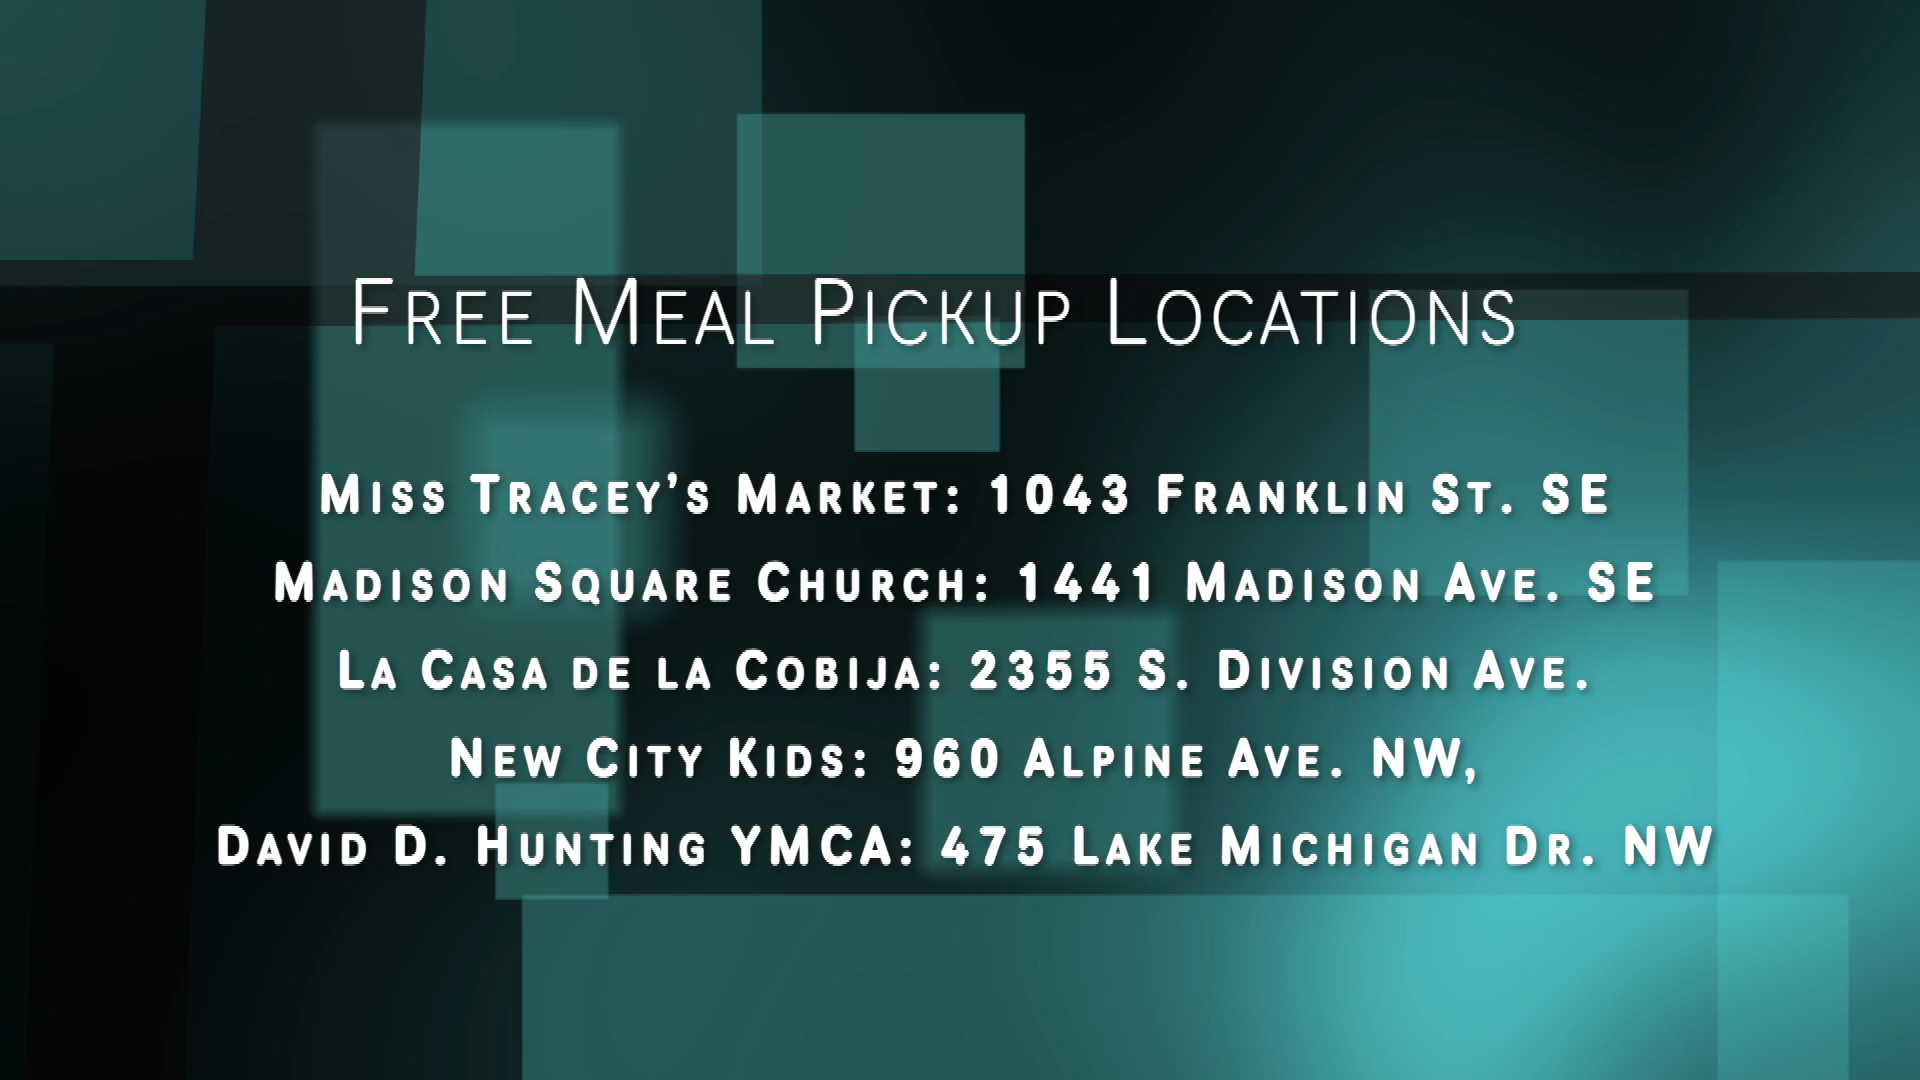 Free Meal Pickup Locations
Miss Tracey's Market: 1043 Franklin St. SE
Madison Square Church: 1441 Madison Ave. SE
La Casa de la Cobija: 2355 S. Division Ave.
New City Kids: 960 Alpine Ave. NW,
David D. Hunting YMCA: 475 Lake Michigan Dr. NW